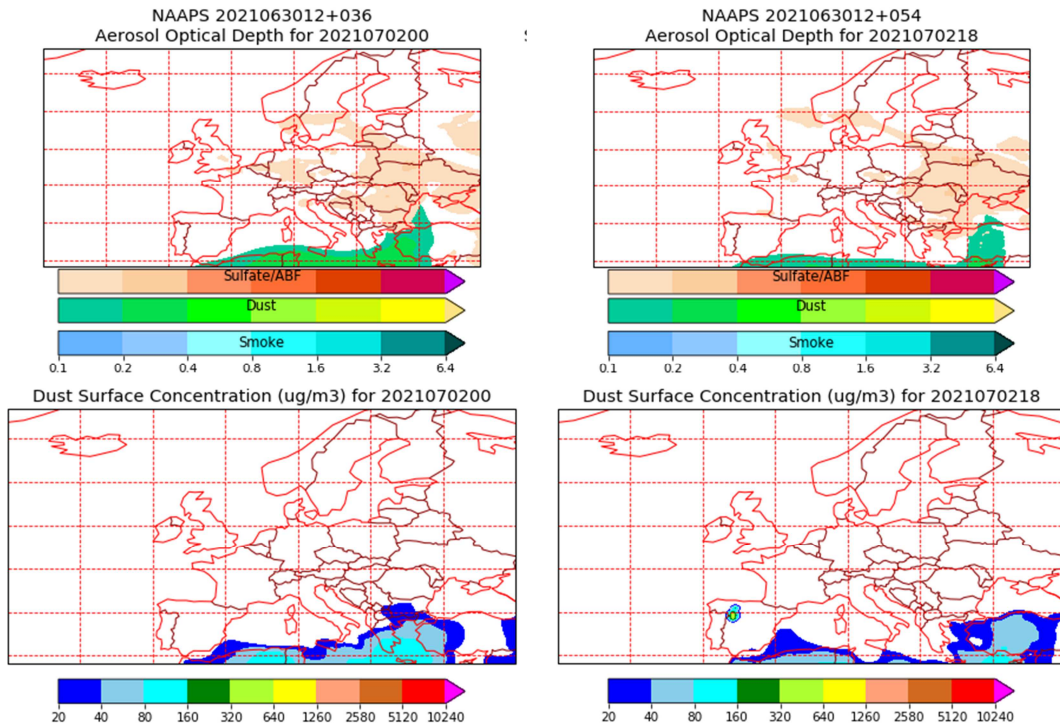 NAAPS 2021063012+036
Aerosol Optical Depth for 2021070200
Sulfate/ABF
Dust
Smoke
0.1 0.2 0.4 0.8 1.6 3.2 6.4
NAAPS 2021063012+054
Aerosol Optical Depth for 2021070218
Sulfate/ABF
Dust
Smoke
0.1 0.2 0.4 0.8 1.6 3.2 6.4
Dust Surface Concentration (ug/m3) for 2021070200
20 40 80 160 320 640 1260 2580 5120 10240
Dust Surface Concentration (ug/m3) for 2021070218
20 40 80 160 320 640 1260 2580 5120 10240